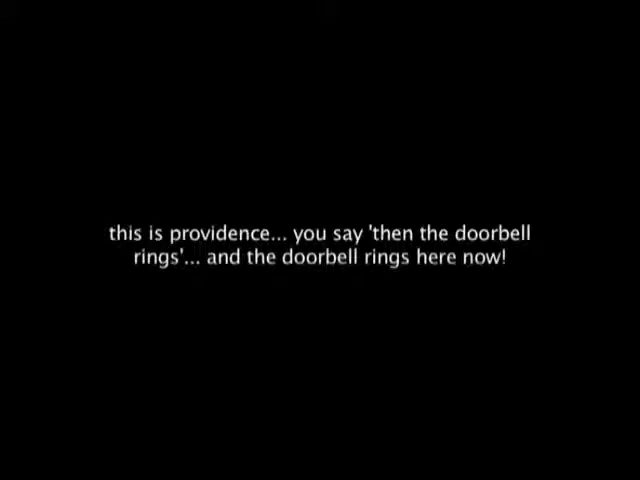 this is providence... you say 'then the doorbell
rings'... and the doorbell rings here now!